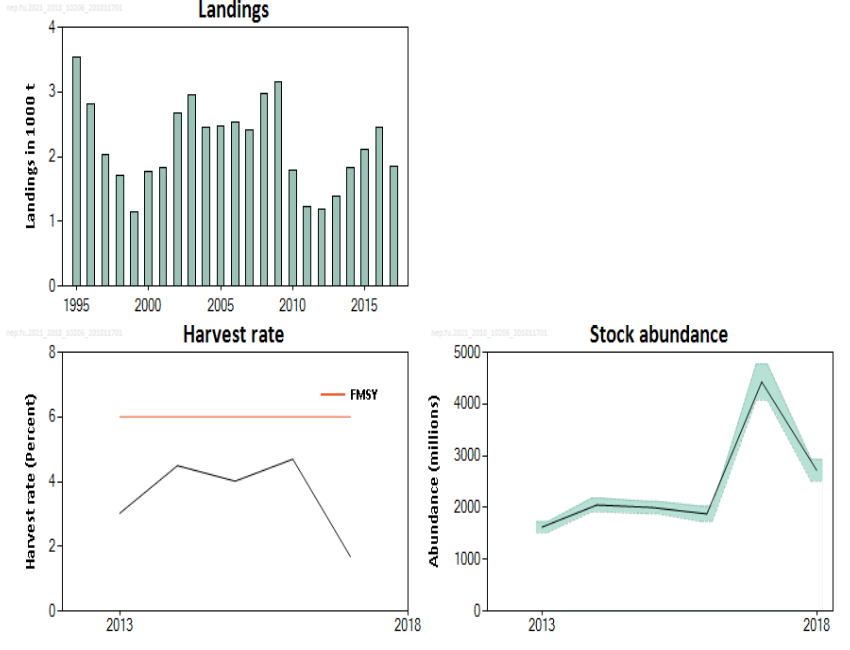 Landings
4
3
2
1
0
Landings in 1000 t
1995 2000 2005 2010 2015
Harvest rate
8
6
4
2
0
Harvest rate (Percent)
FMSY
2013 2018
Stock abundance
5000
4000
3000
2000
1000
0
Abundance (millions)
2013 2018